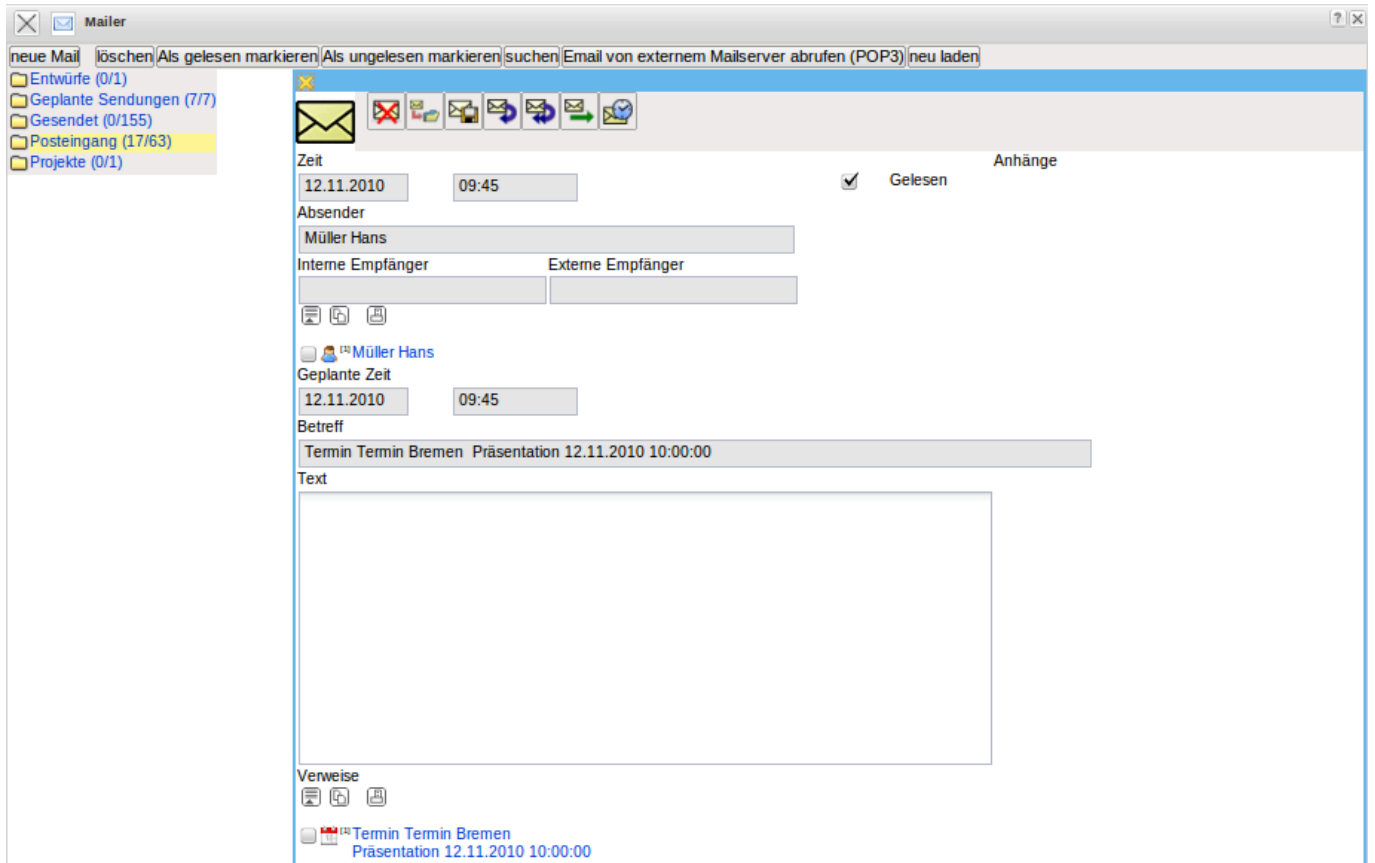 Mailer
neue Mail löschen Als gelesen markieren Als ungelesen markieren suchen Email von externem Mailserver abrufen (POP3) neu laden
Entwürfe (0/1)
Geplante Sendungen (7/7)
Gesendet (0/155)
Posteingang (17/63)
Projekte (0/1)
Zeit
Anhänge
12.11.2010 09:45 Gelesen
Absender
Müller Hans
Interne Empfänger Externe Empfänger
[1] Müller Hans
Geplante Zeit
12.11.2010 09:45
Betreff
Termin Termin Bremen Präsentation 12.11.2010 10:00:00
Text
Verweise
[1] Termin Termin Bremen
Präsentation 12.11.2010 10:00:00